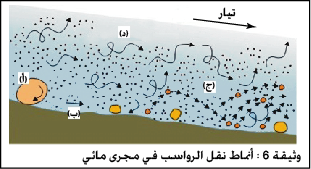 تيار
(د)
(أ)
(ج)
(ب)
وثيقة 6 : أنماط نقل الرواسب في مجرى مائي